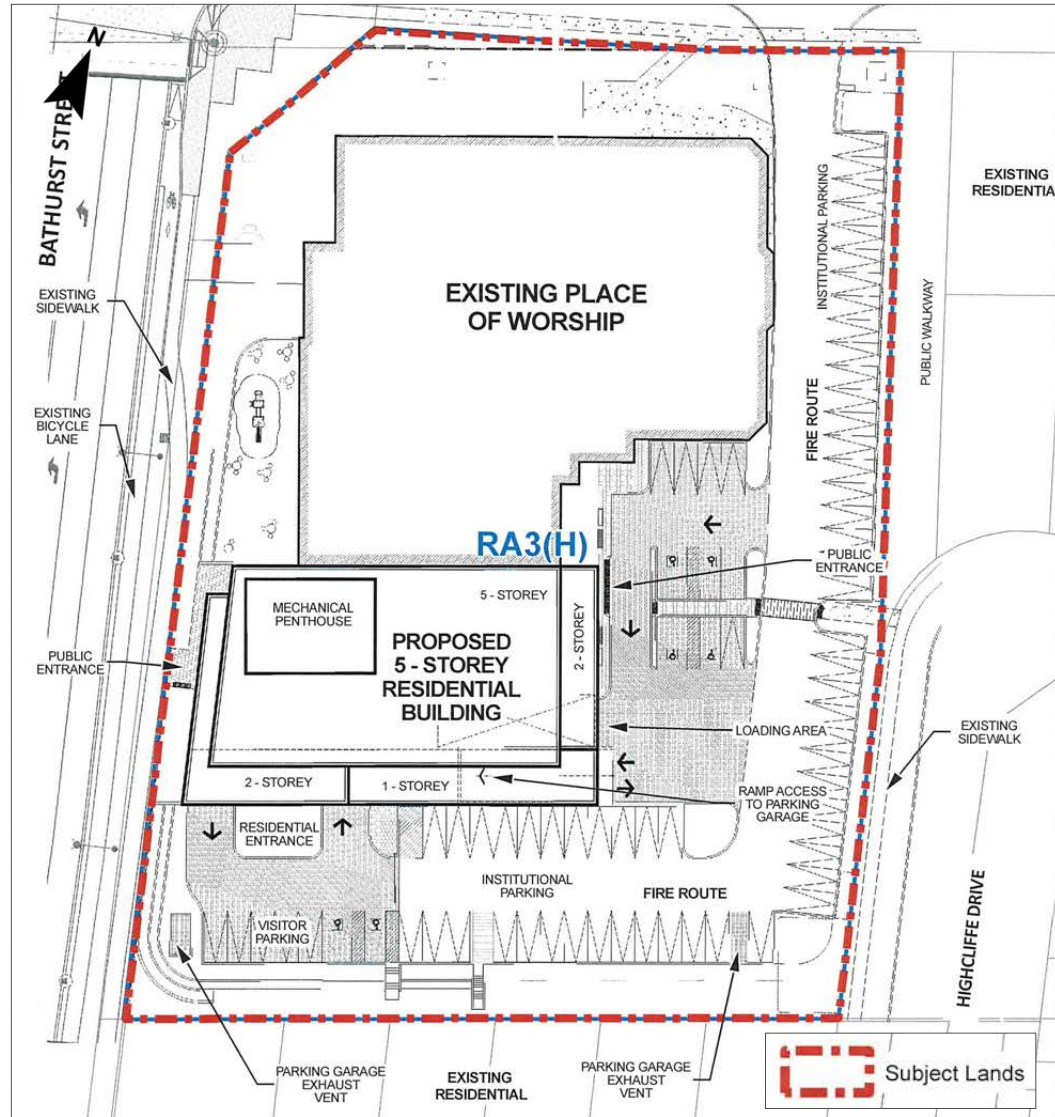 N
BATHURST STREET
EXISTING
SIDEWALK
EXISTING
BICYCLE
LANE
PUBLIC
ENTRANCE
EXISTING PLACE
OF WORSHIP
INSTITUTIONAL PARKING
FIRE ROUTE
PUBLIC WALKWAY
EXISTING
RESIDENTIA
RA3(H)
5 - STOREY
2 - STOREY
MECHANICAL
PENTHOUSE
PROPOSED
5 - STOREY
RESIDENTIAL
BUILDING
PUBLIC
ENTRANCE
LOADING AREA
EXISTING
SIDEWALK
2 - STOREY
1 - STOREY
RAMP ACCESS
TO PARKING
GARAGE
RESIDENTIAL
ENTRANCE
INSTITUTIONAL
PARKING
FIRE ROUTE
VISITOR
PARKING
HIGHCLIFFE DRIVE
PARKING GARAGE
EXHAUST
VENT
EXISTING
RESIDENTIAL
PARKING GARAGE
EXHAUST
VENT
Subject Lands